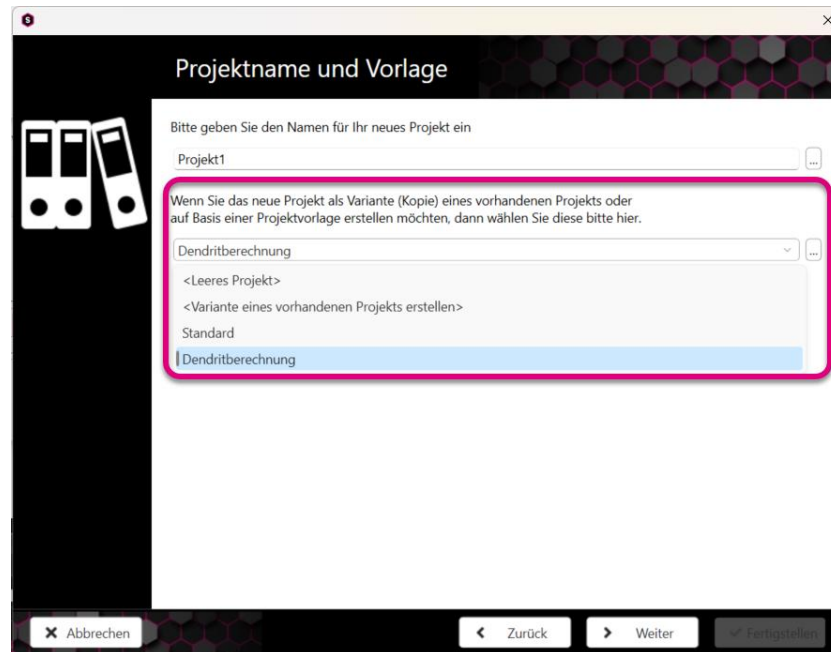 Projektname und Vorlage
Bitte geben Sie den Namen für Ihr neues Projekt ein
Projekt1
...
Wenn Sie das neue Projekt als Variante (Kopie) eines vorhandenen Projekts oder
auf Basis einer Projektvorlage erstellen möchten, dann wählen Sie diese bitte hier.
Dendritberechnung
...
<Leeres Projekt>
<Variante eines vorhandenen Projekts erstellen>
Standard
Dendritberechnung
Abbrechen
Zurück
Weiter
Fertigstellen